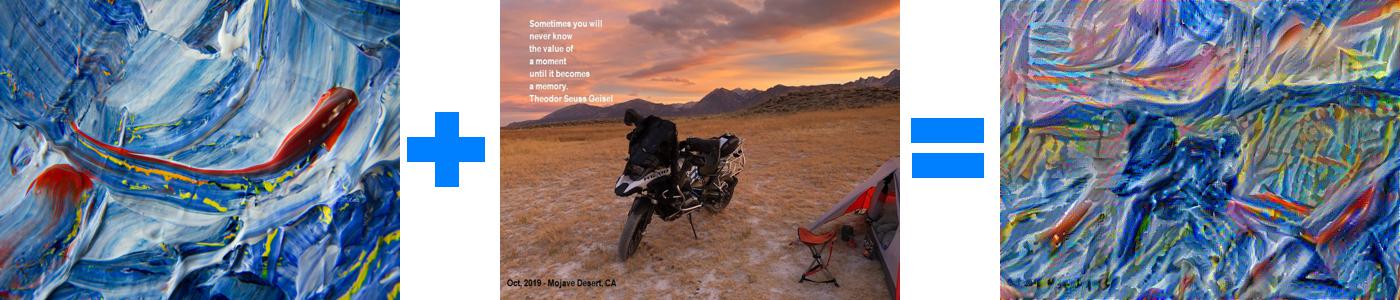 Sometimes you will
never know
the value of
a moment
until it becomes
a memory.
Theodor Seuss Geisel
Oct, 2019 - Mojave Desert, CA